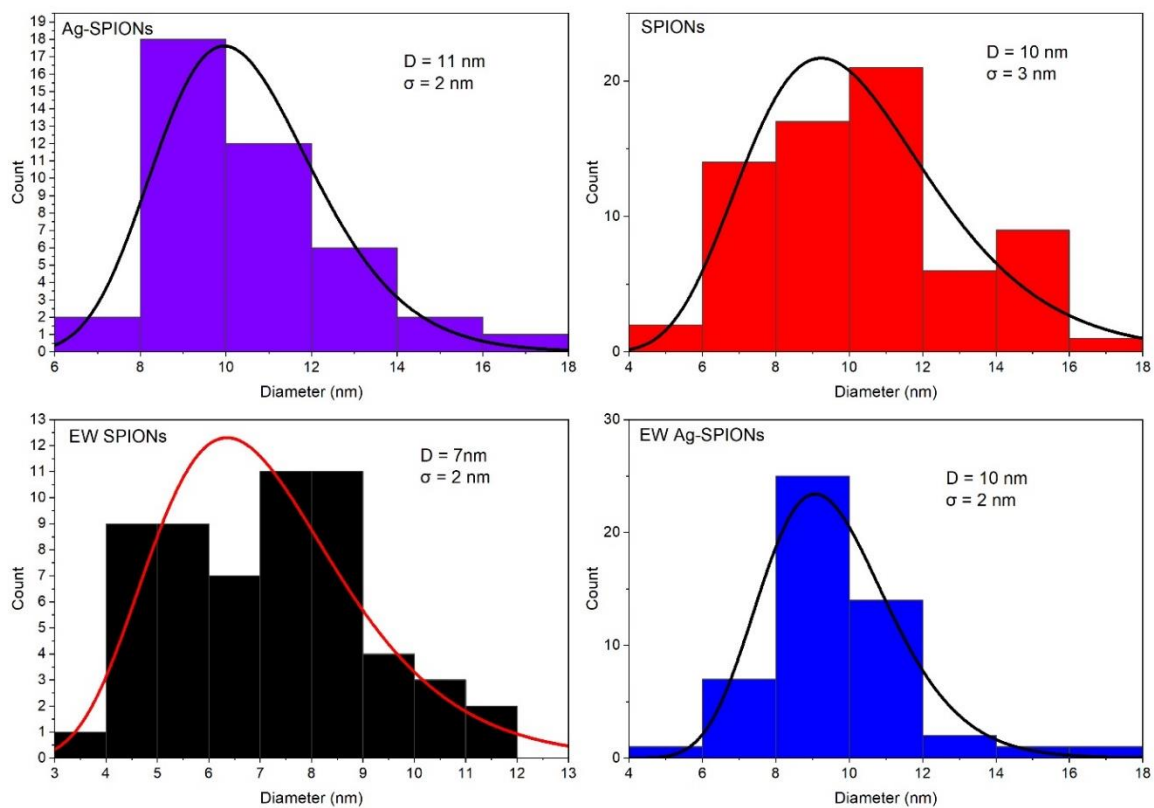 Ag-SPIONs
D = 11 nm
σ = 2 nm
19
18
17
16
15
14
13
12
11
10
9
8
7
6
5
4
3
2
1
0
Count
6 8 10 12 14 16 18
Diameter (nm)
SPIONs
D = 10 nm
σ = 3 nm
20
10
0
Count
4 6 8 10 12 14 16 18
Diameter (nm)
EW SPIONs
D = 7nm
σ = 2 nm
13
12
11
10
9
8
7
6
5
4
3
2
1
0
Count
3 4 5 6 7 8 9 10 11 12 13
Diameter (nm)
EW Ag-SPIONs
D = 10 nm
σ = 2 nm
30
20
10
0
Count
4 6 8 10 12 14 16 18
Diameter (nm)